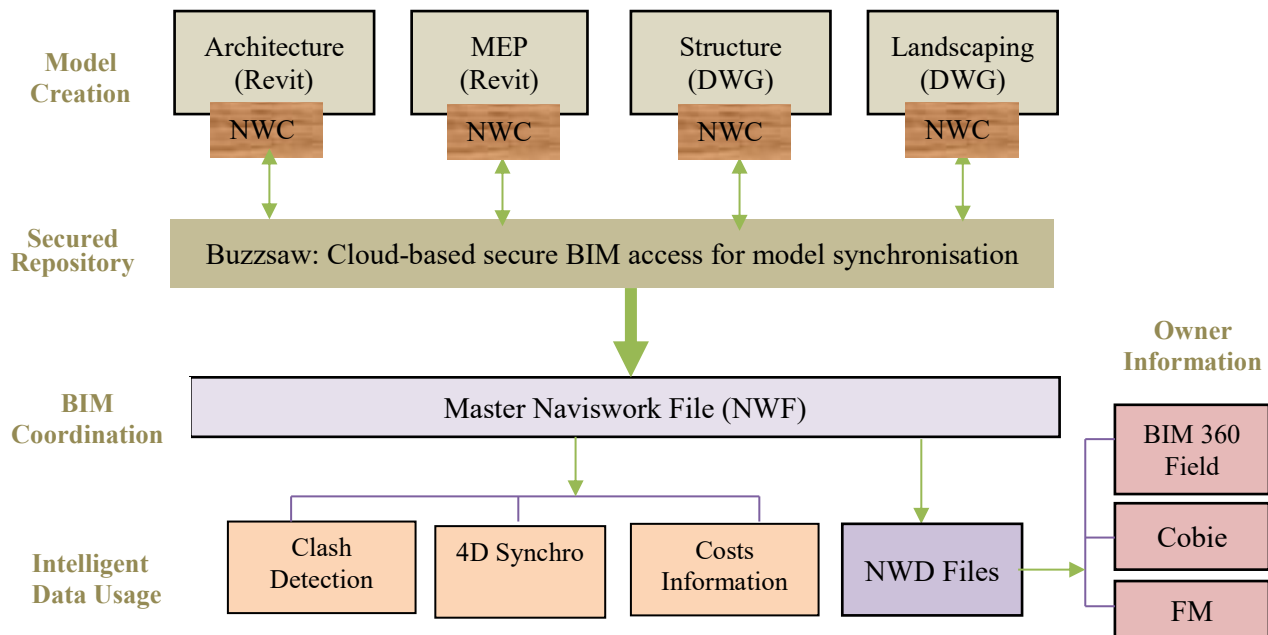 Model
Creation
Architecture
(Revit)
MEP
(Revit)
Structure
(DWG)
Landscaping
(DWG)
NWC
NWC
NWC
NWC
Secured
Repository
Buzzsaw: Cloud-based secure BIM access for model synchronisation
Owner
Information
BIM
Coordination
Master Naviswork File (NWF)
BIM 360
Field
Cobie
FM
Intelligent
Data Usage
Clash
Detection
4D Synchro
Costs
Information
NWD Files